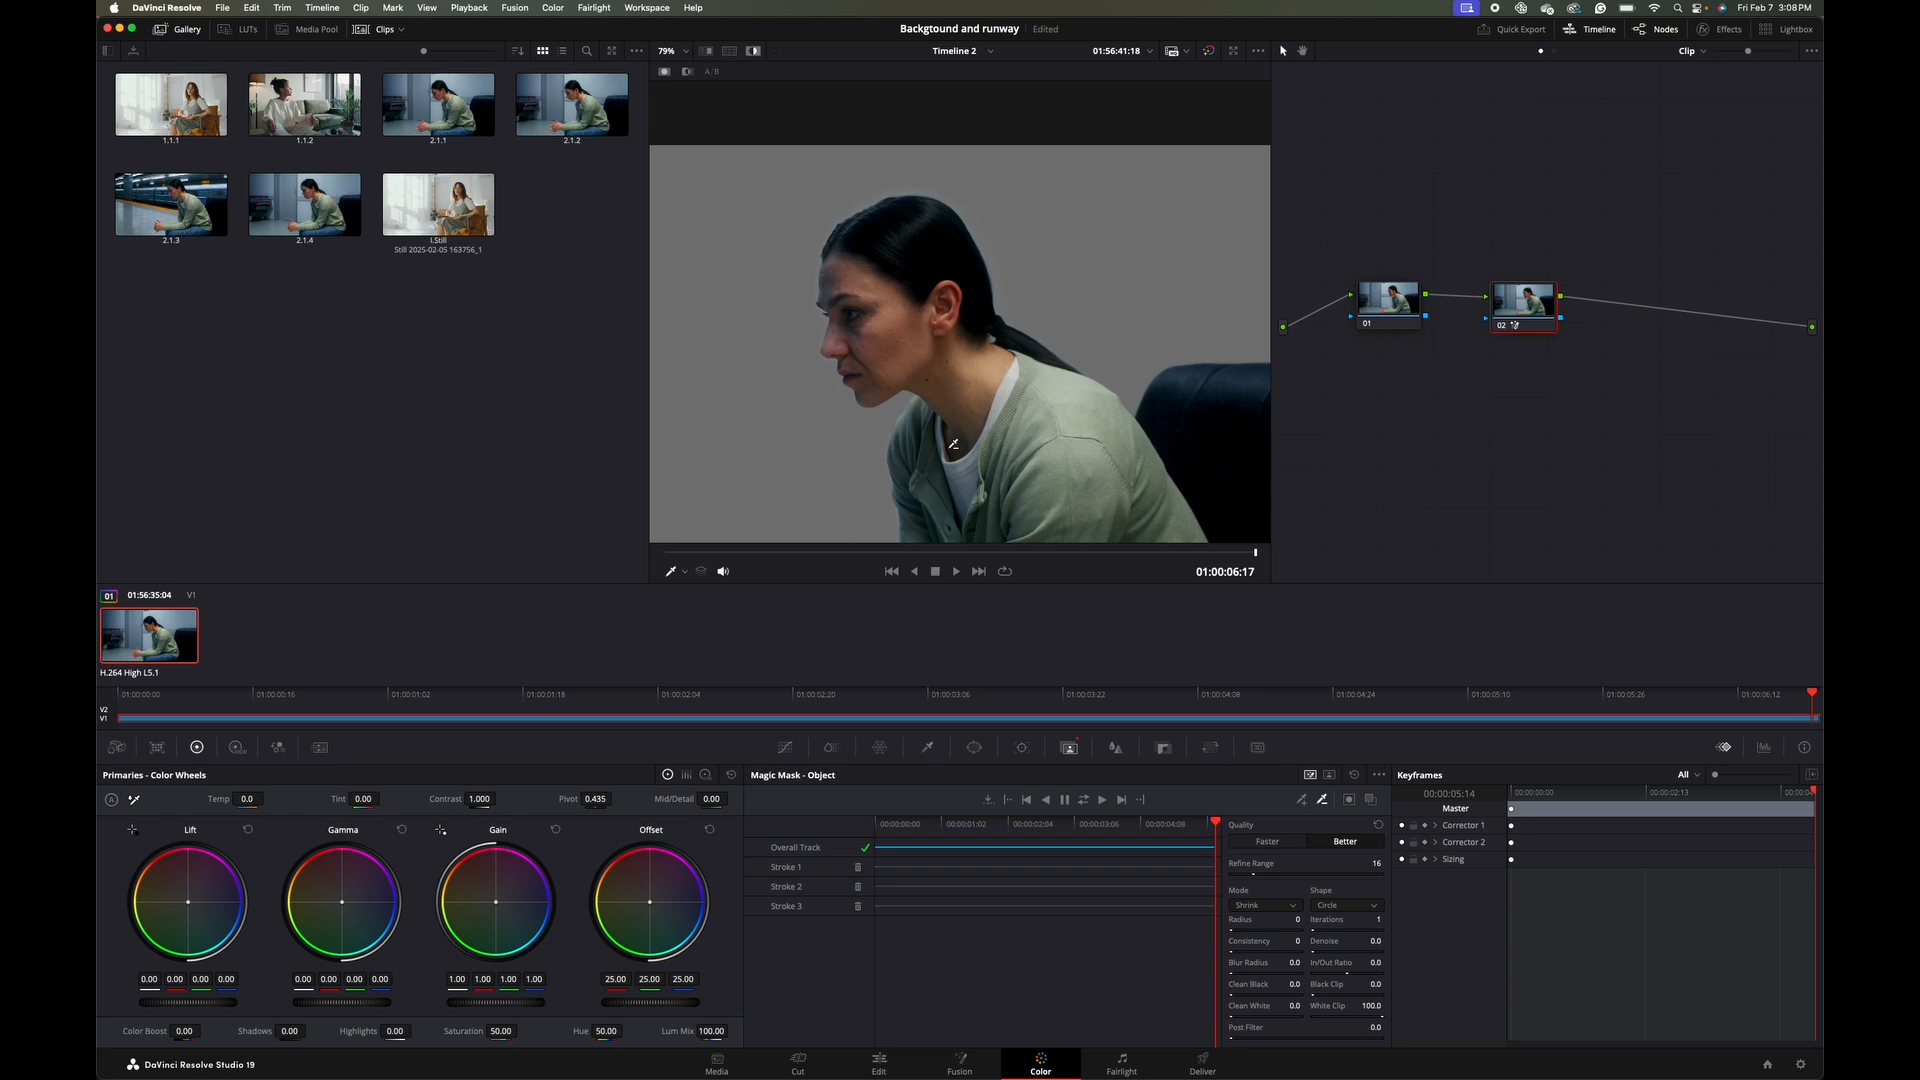 DaVinci Resolve File Edit Trim Timeline Clip Mark View Playback Fusion Color Fairlight Workspace Help Fri Feb 7 3:08 PM
Gallery LUTs Media Pool Clips Backgtound and runway Edited Quick Export Timeline Nodes Effects Lightbox
79% Timeline 2 01:56:41:18 Clip
A/B
1.1.1 1.1.2 2.1.1 2.1.2
2.1.3 2.1.4 I.Still
Still 2025-02-05 163756_1
01 02
01:00:06:17
01 01:56:35:04 V1
H.264 High L5.1
01:00:00:00 01:00:00:16 01:00:01:02 01:00:01:18 01:00:02:04 01:00:02:20 01:00:03:06 01:00:03:22 01:00:04:08 01:00:04:24 01:00:05:10 01:00:05:26 01:00:06:12
V2
V1
Primaries - Color Wheels Magic Mask - Object Keyframes All
00:00:05:14 00:00:00:00 00:00:02:13
Temp 0.0 Tint 0.00 Contrast 1.000 Pivot 0.435 Mid/Detail 0.00
Master
Lift Gamma Gain Offset 00:00:00:00 00:00:01:02 00:00:02:04 00:00:03:06 00:00:04:08 Quality Corrector 1
Overall Track Faster Better Corrector 2
Stroke 1 Refine Range 16 Sizing
Stroke 2 Mode Shape
Stroke 3 Shrink Circle
Radius 0 Iterations 1
Consistency 0 Denoise 0.0
Blur Radius 0.0 In/Out Ratio 0.0
0.00 0.00 0.00 0.00 0.00 0.00 0.00 0.00 1.00 1.00 1.00 1.00 25.00 25.00 25.00 Clean Black 0.0 Black Clip 0.0
Clean White 0.0 White Clip 100.0
Color Boost 0.00 Shadows 0.00 Highlights 0.00 Saturation 50.00 Hue 50.00 Lum Mix 100.00 Post Filter 0.0
DaVinci Resolve Studio 19 Media Cut Edit Fusion Color Fairlight Deliver